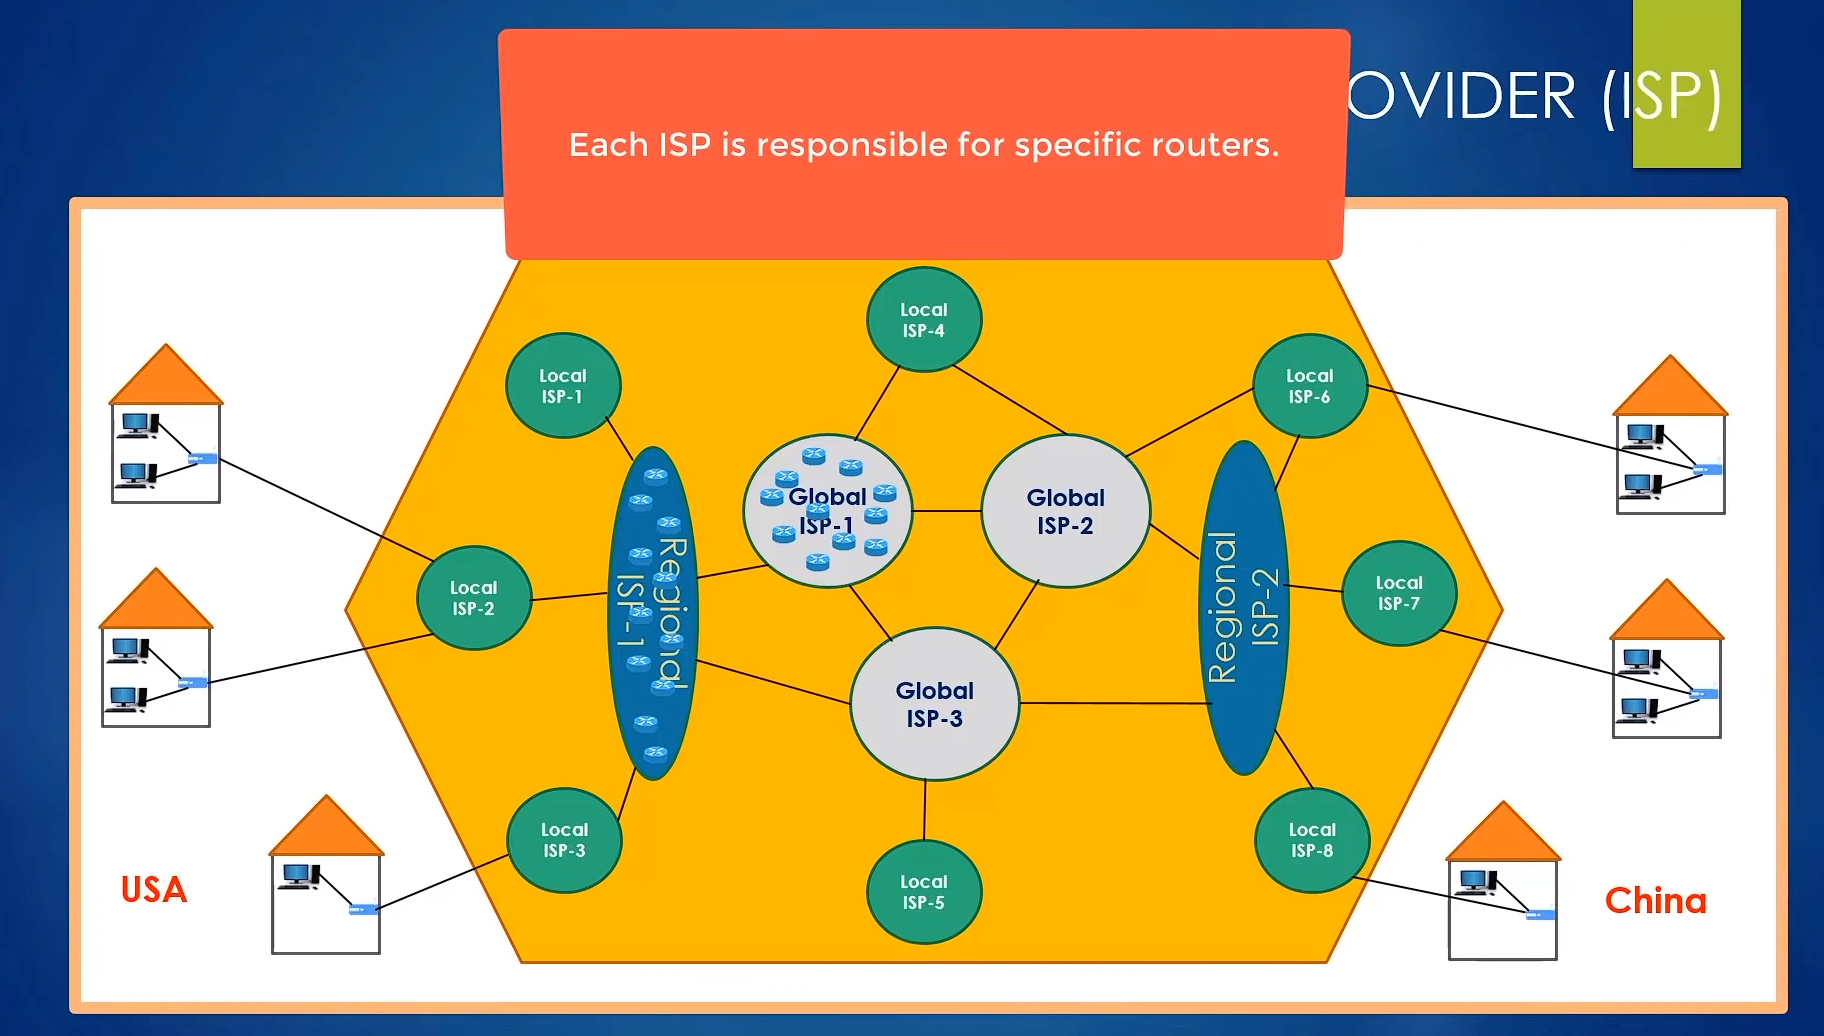 Each ISP is responsible for specific routers.
OVIDER (ISP)
Local
ISP-4
Local
ISP-1
Local
ISP-6
Global
ISP-1
Global
ISP-2
Local
ISP-2
Regional
ISP-1
Regional
ISP-2
Local
ISP-7
Global
ISP-3
Local
ISP-3
Local
ISP-5
Local
ISP-8
USA
China